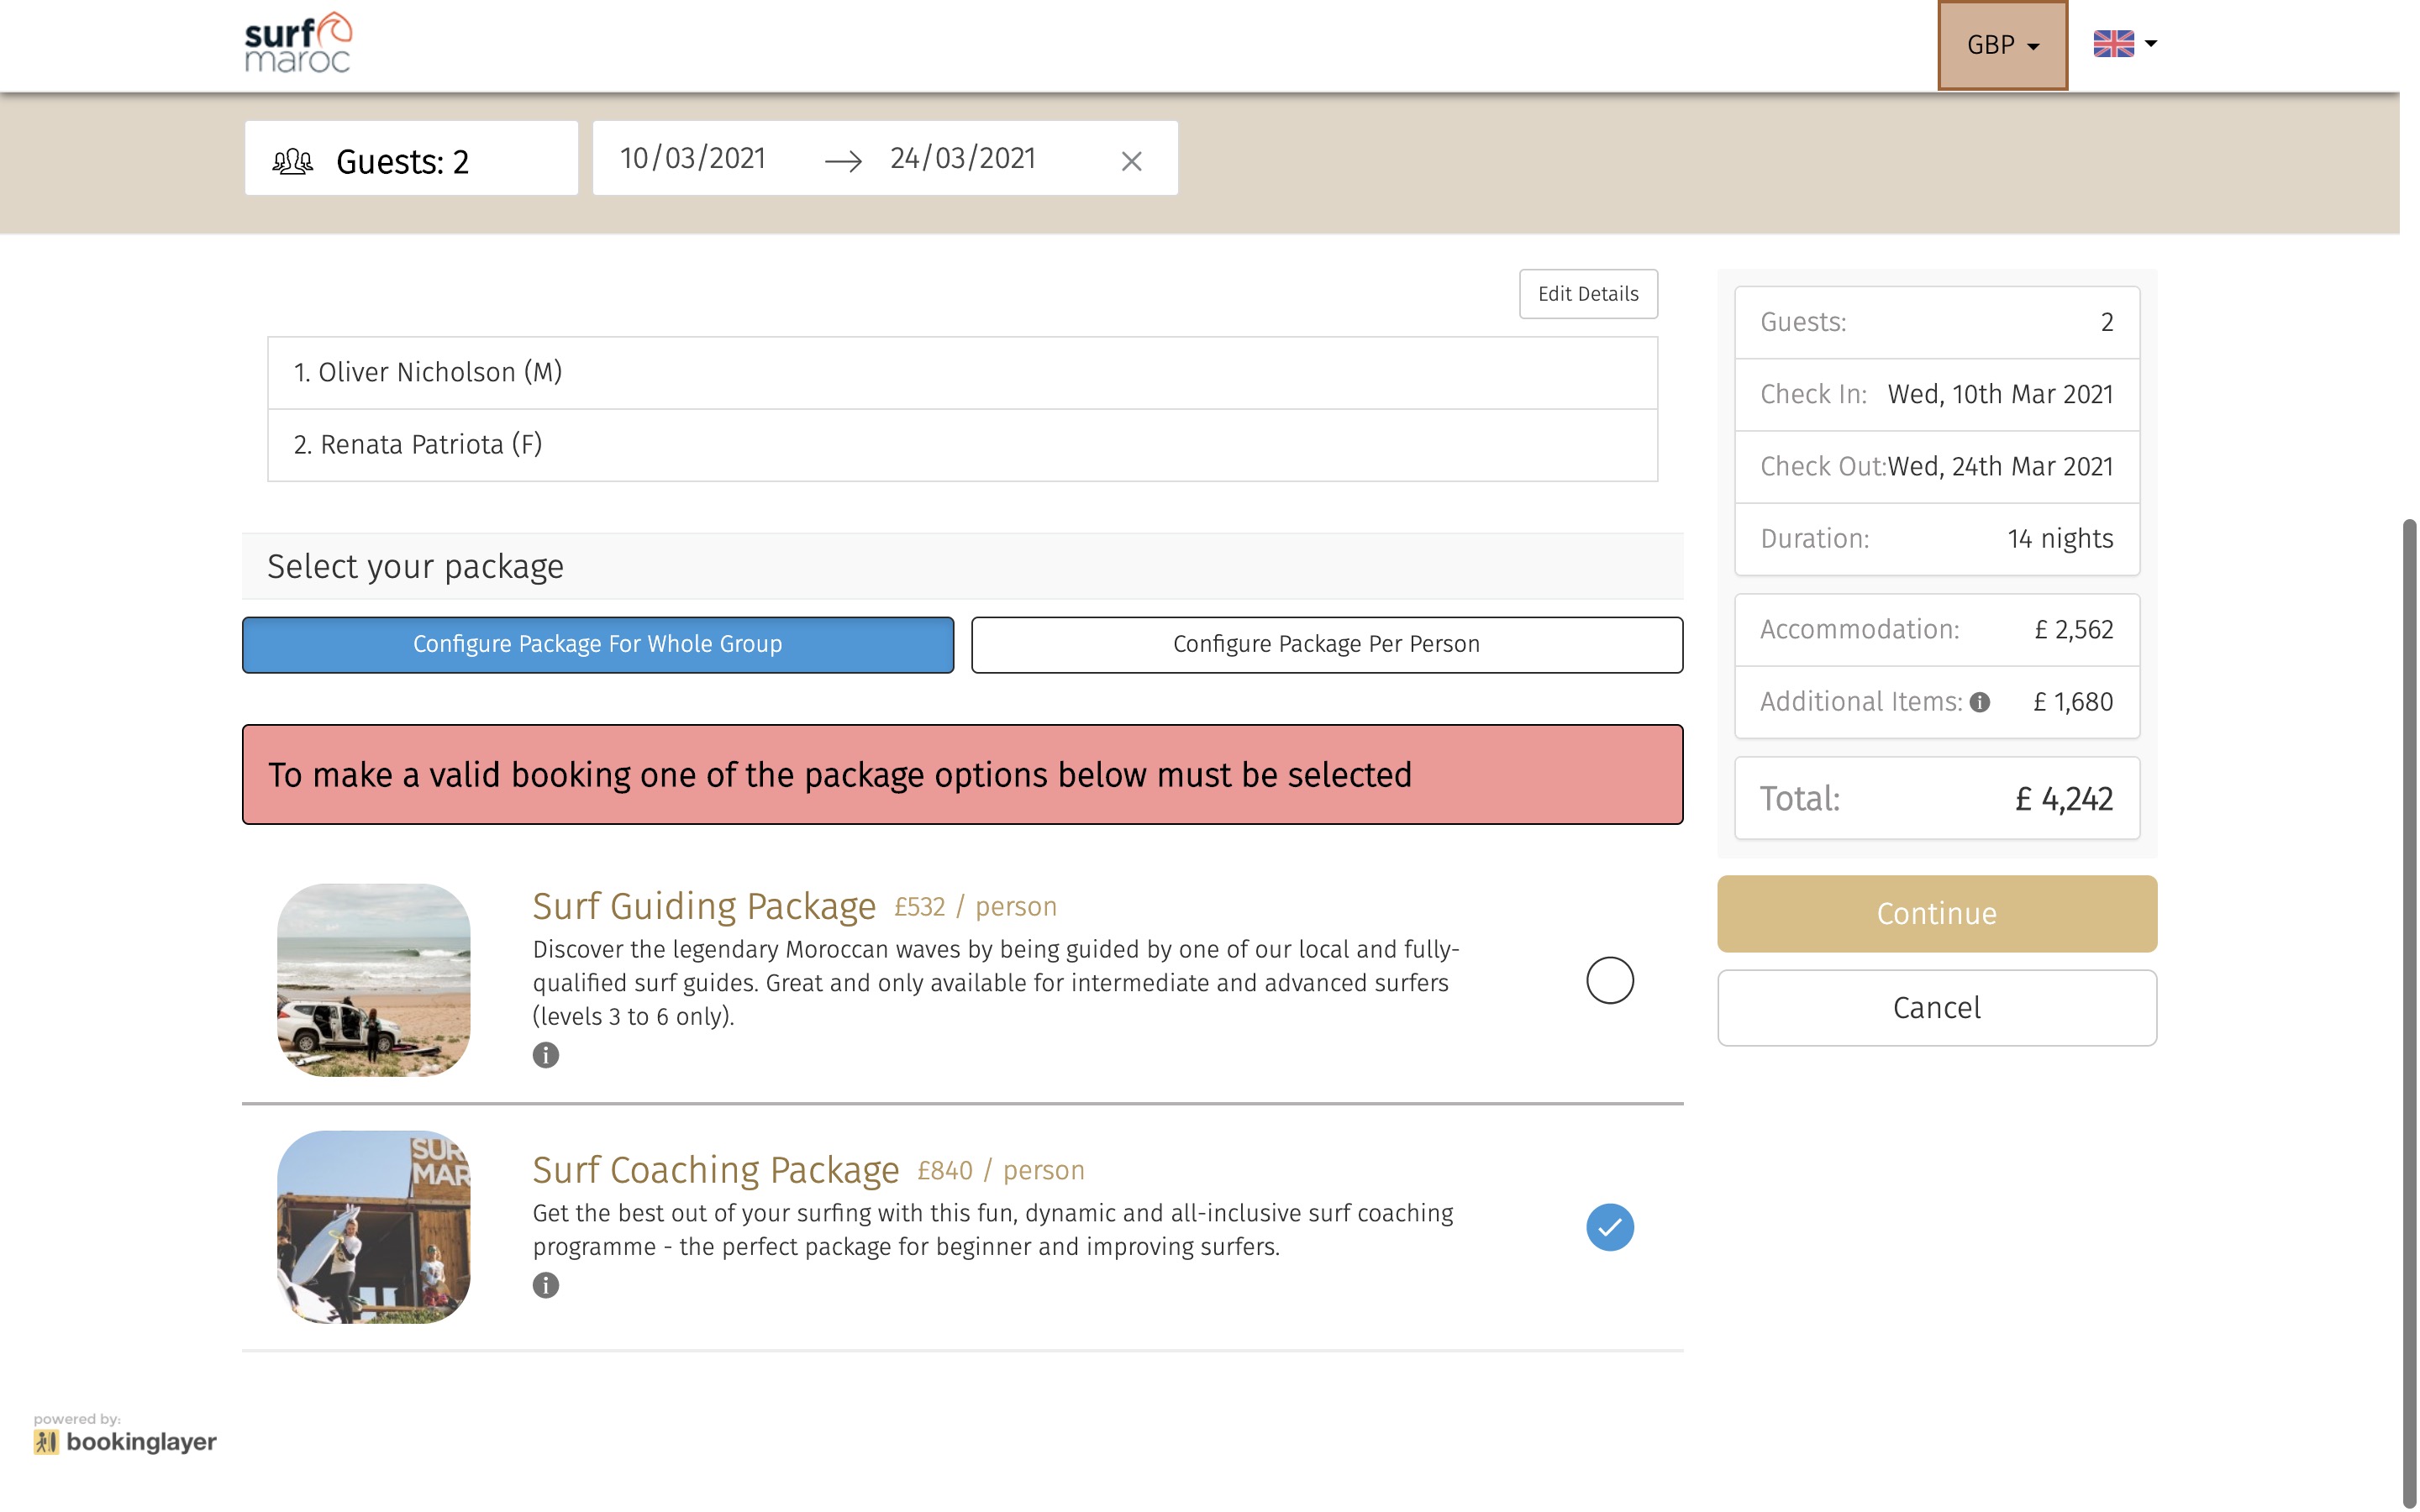 surf
maroc
GBP
Guests: 2
10/03/2021
24/03/2021
Edit Details
1. Oliver Nicholson (M)
2. Renata Patriota (F)
Select your package
Configure Package For Whole Group
Configure Package Per Person
To make a valid booking one of the package options below must be selected
Surf Guiding Package £532 / person
Discover the legendary Moroccan waves by being guided by one of our local and fully-
qualified surf guides. Great and only available for intermediate and advanced surfers
(levels 3 to 6 only).
SUR
MAR
Surf Coaching Package £840 / person
Get the best out of your surfing with this fun, dynamic and all-inclusive surf coaching
programme - the perfect package for beginner and improving surfers.
Guests: 2
Check In: Wed, 10th Mar 2021
Check Out: Wed, 24th Mar 2021
Duration: 14 nights
Accommodation: £ 2,562
Additional Items: £ 1,680
Total: £ 4,242
Continue
Cancel
powered by:
bookinglayer